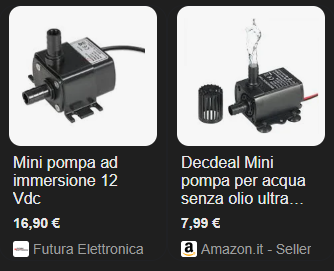 Mini pompa ad
immersione 12
Vdc
16,90 €
Futura Elettronica
Decdeal Mini
pompa per acqua
senza olio ultra…
7,99 €
Amazon.it - Seller